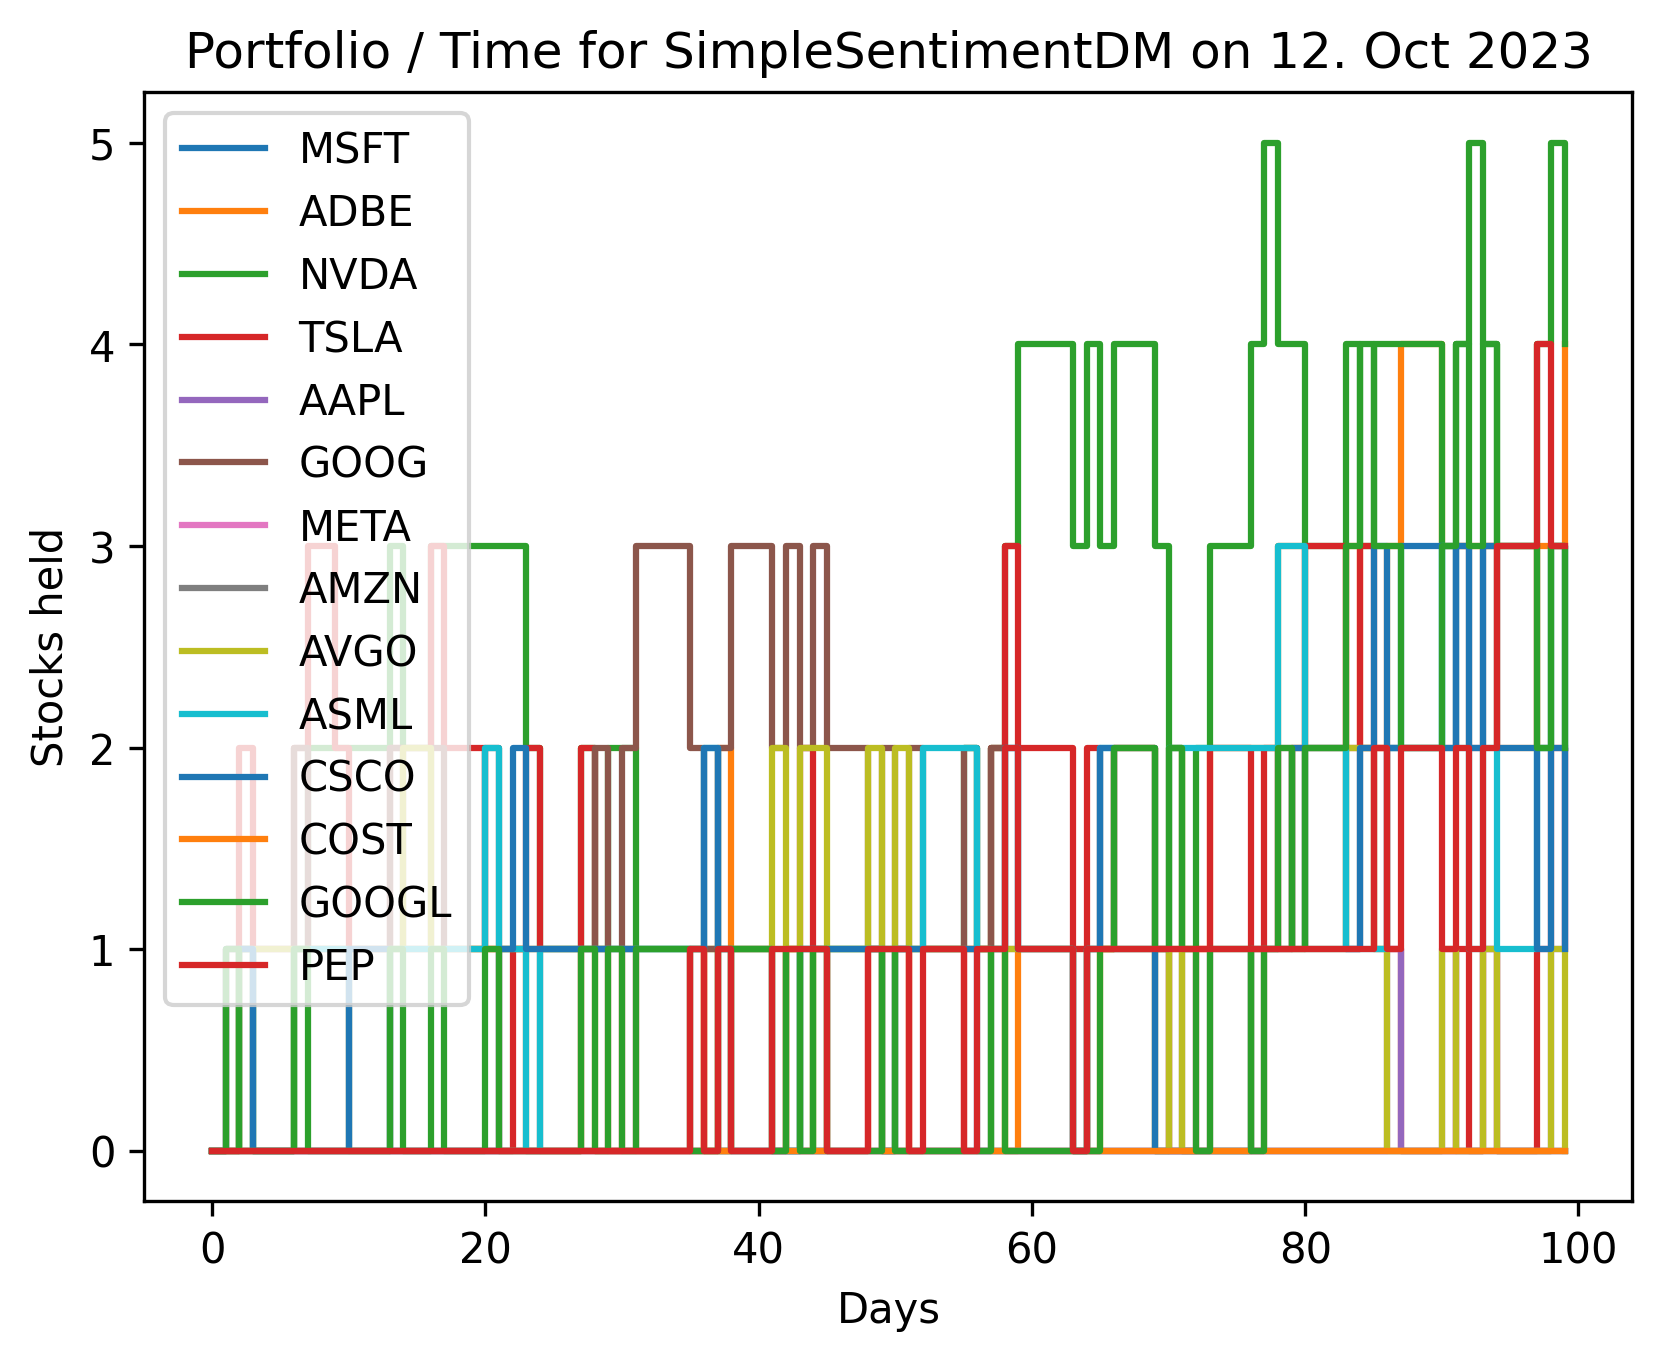 Portfolio / Time for SimpleSentimentDM on 12. Oct 2023
5
4
3
2
1
0
Stocks held
MSFT
ADBE
NVDA
TSLA
AAPL
GOOG
META
AMZN
AVGO
ASML
CSCO
COST
GOOGL
PEP
0 20 40 60 80 100
Days